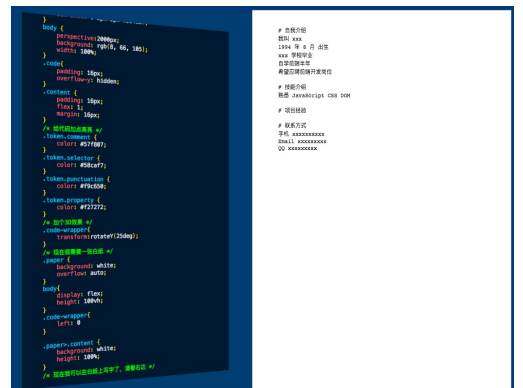 }
body {
perspective:2000px;
background: rgb(8, 66, 105);
width: 100%;
}
.code{
padding: 16px;
overflow-y: hidden;
}
.content {
padding: 16px;
flex: 1;
margin: 16px;
}
/* 给代码加点高亮 */
.token.comment {
color: #57f807;
}
.token.selector {
color: #58caf7;
}
.token.punctuation {
color: #f9c650;
}
.token.property {
color: #f27272;
}
/* 加个3D效果 */
.code-wrapper{
transform:rotateY(25deg);
}
/* 现在我需要一张白纸 */
.paper {
background: white;
overflow: auto;
}
body{
display: flex;
height: 100vh;
}
.code-wrapper{
left: 0
}
.paper>.content {
background: white;
height: 100%;
}
/* 现在我可以在白纸上写字了，请看右边 */
# 自我介绍
我叫 xxx
1994 年 8 月 出生
xxx 学校毕业
自学前端半年
希望应聘前端开发岗位
# 技能介绍
熟悉 JavaScript CSS DOM
# 项目经验
# 联系方式
手机 xxxxxxxxxx
Email xxxxxxxxx
QQ xxxxxxxxx